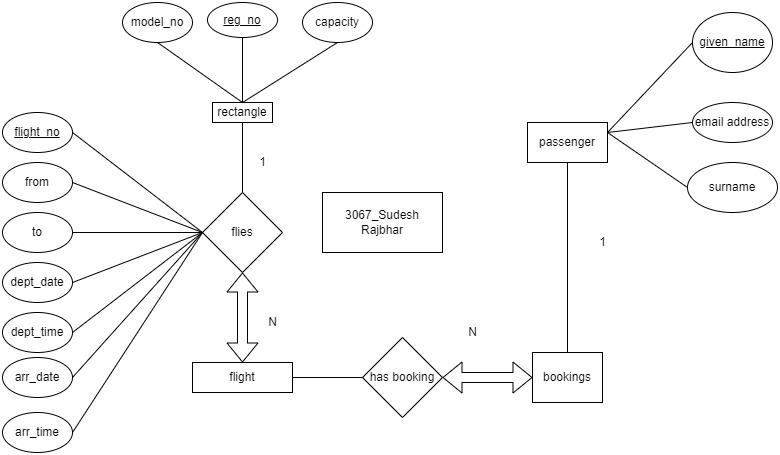 model_no
reg_no
capacity
given_name
rectangle
flight_no
email address
passenger
1
from
surname
3067_Sudesh
Rajbhar
to
flies
1
dept_date
N
dept_time
N
arr_date
flight
has booking
bookings
arr_time